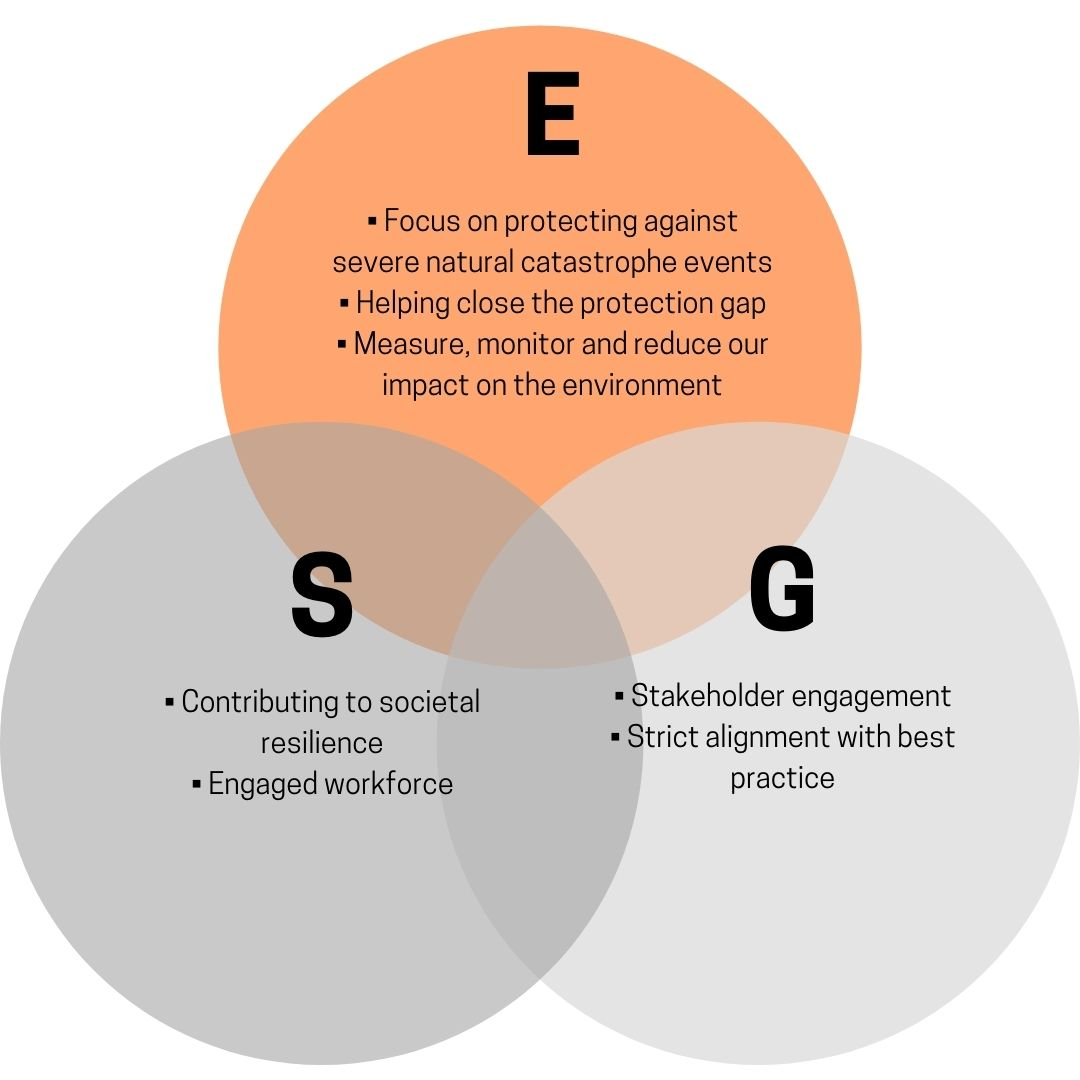 E
▪ Focus on protecting against
severe natural catastrophe events
▪ Helping close the protection gap
▪ Measure, monitor and reduce our
impact on the environment
S
▪ Contributing to societal
resilience
▪ Engaged workforce
G
▪ Stakeholder engagement
▪ Strict alignment with best
practice